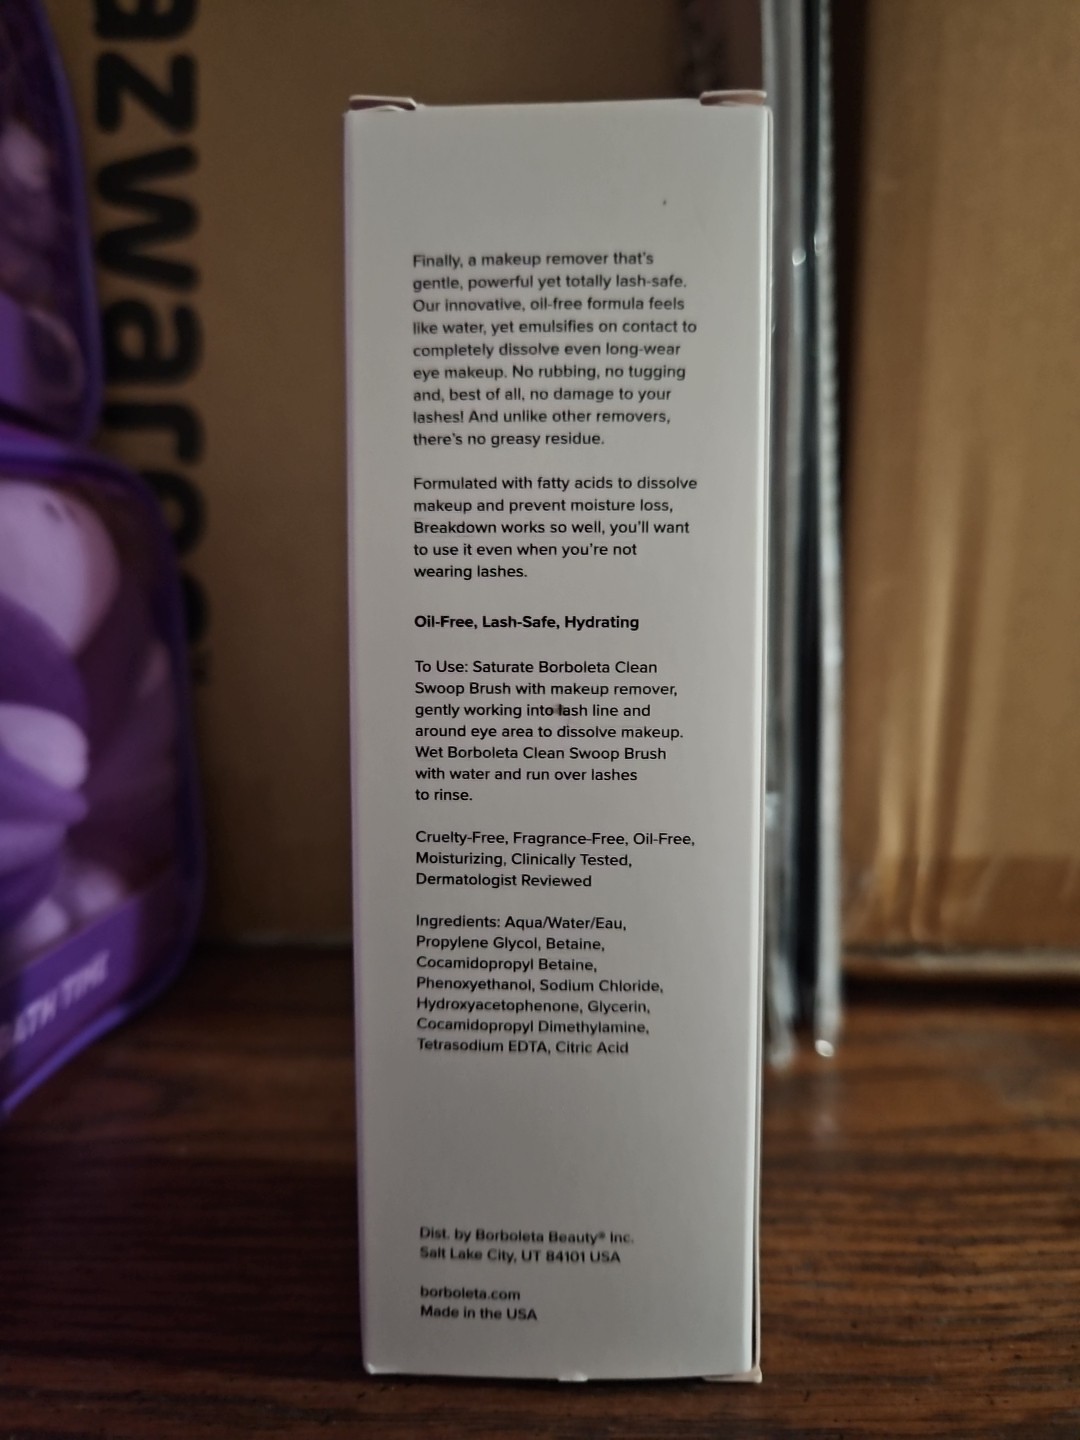 azwares
BATH TIME
Finally, a makeup remover that's
gentle, powerful yet totally lash-safe.
Our innovative, oil-free formula feels
like water, yet emulsifies on contact to
completely dissolve even long-wear
eye makeup. No rubbing, no tugging
and, best of all, no damage to your
lashes! And unlike other removers,
there's no greasy residue.
Formulated with fatty acids to dissolve
makeup and prevent moisture loss,
Breakdown works so well, you'll want
to use it even when you're not
wearing lashes.
Oil-Free, Lash-Safe, Hydrating
To Use: Saturate Borboleta Clean
Swoop Brush with makeup remover,
gently working into lash line and
around eye area to dissolve makeup.
Wet Borboleta Clean Swoop Brush
with water and run over lashes
to rinse.
Cruelty-Free, Fragrance-Free, Oil-Free,
Moisturizing, Clinically Tested,
Dermatologist Reviewed
Ingredients: Aqua/Water/Eau,
Propylene Glycol, Betaine,
Cocamidopropyl Betaine,
Phenoxyethanol, Sodium Chloride,
Hydroxyacetophenone, Glycerin,
Cocamidopropyl Dimethylamine,
Tetrasodium EDTA, Citric Acid
Dist. by Borboleta Beauty® Inc.
Salt Lake City, UT 84101 USA
borboleta.com
Made in the USA